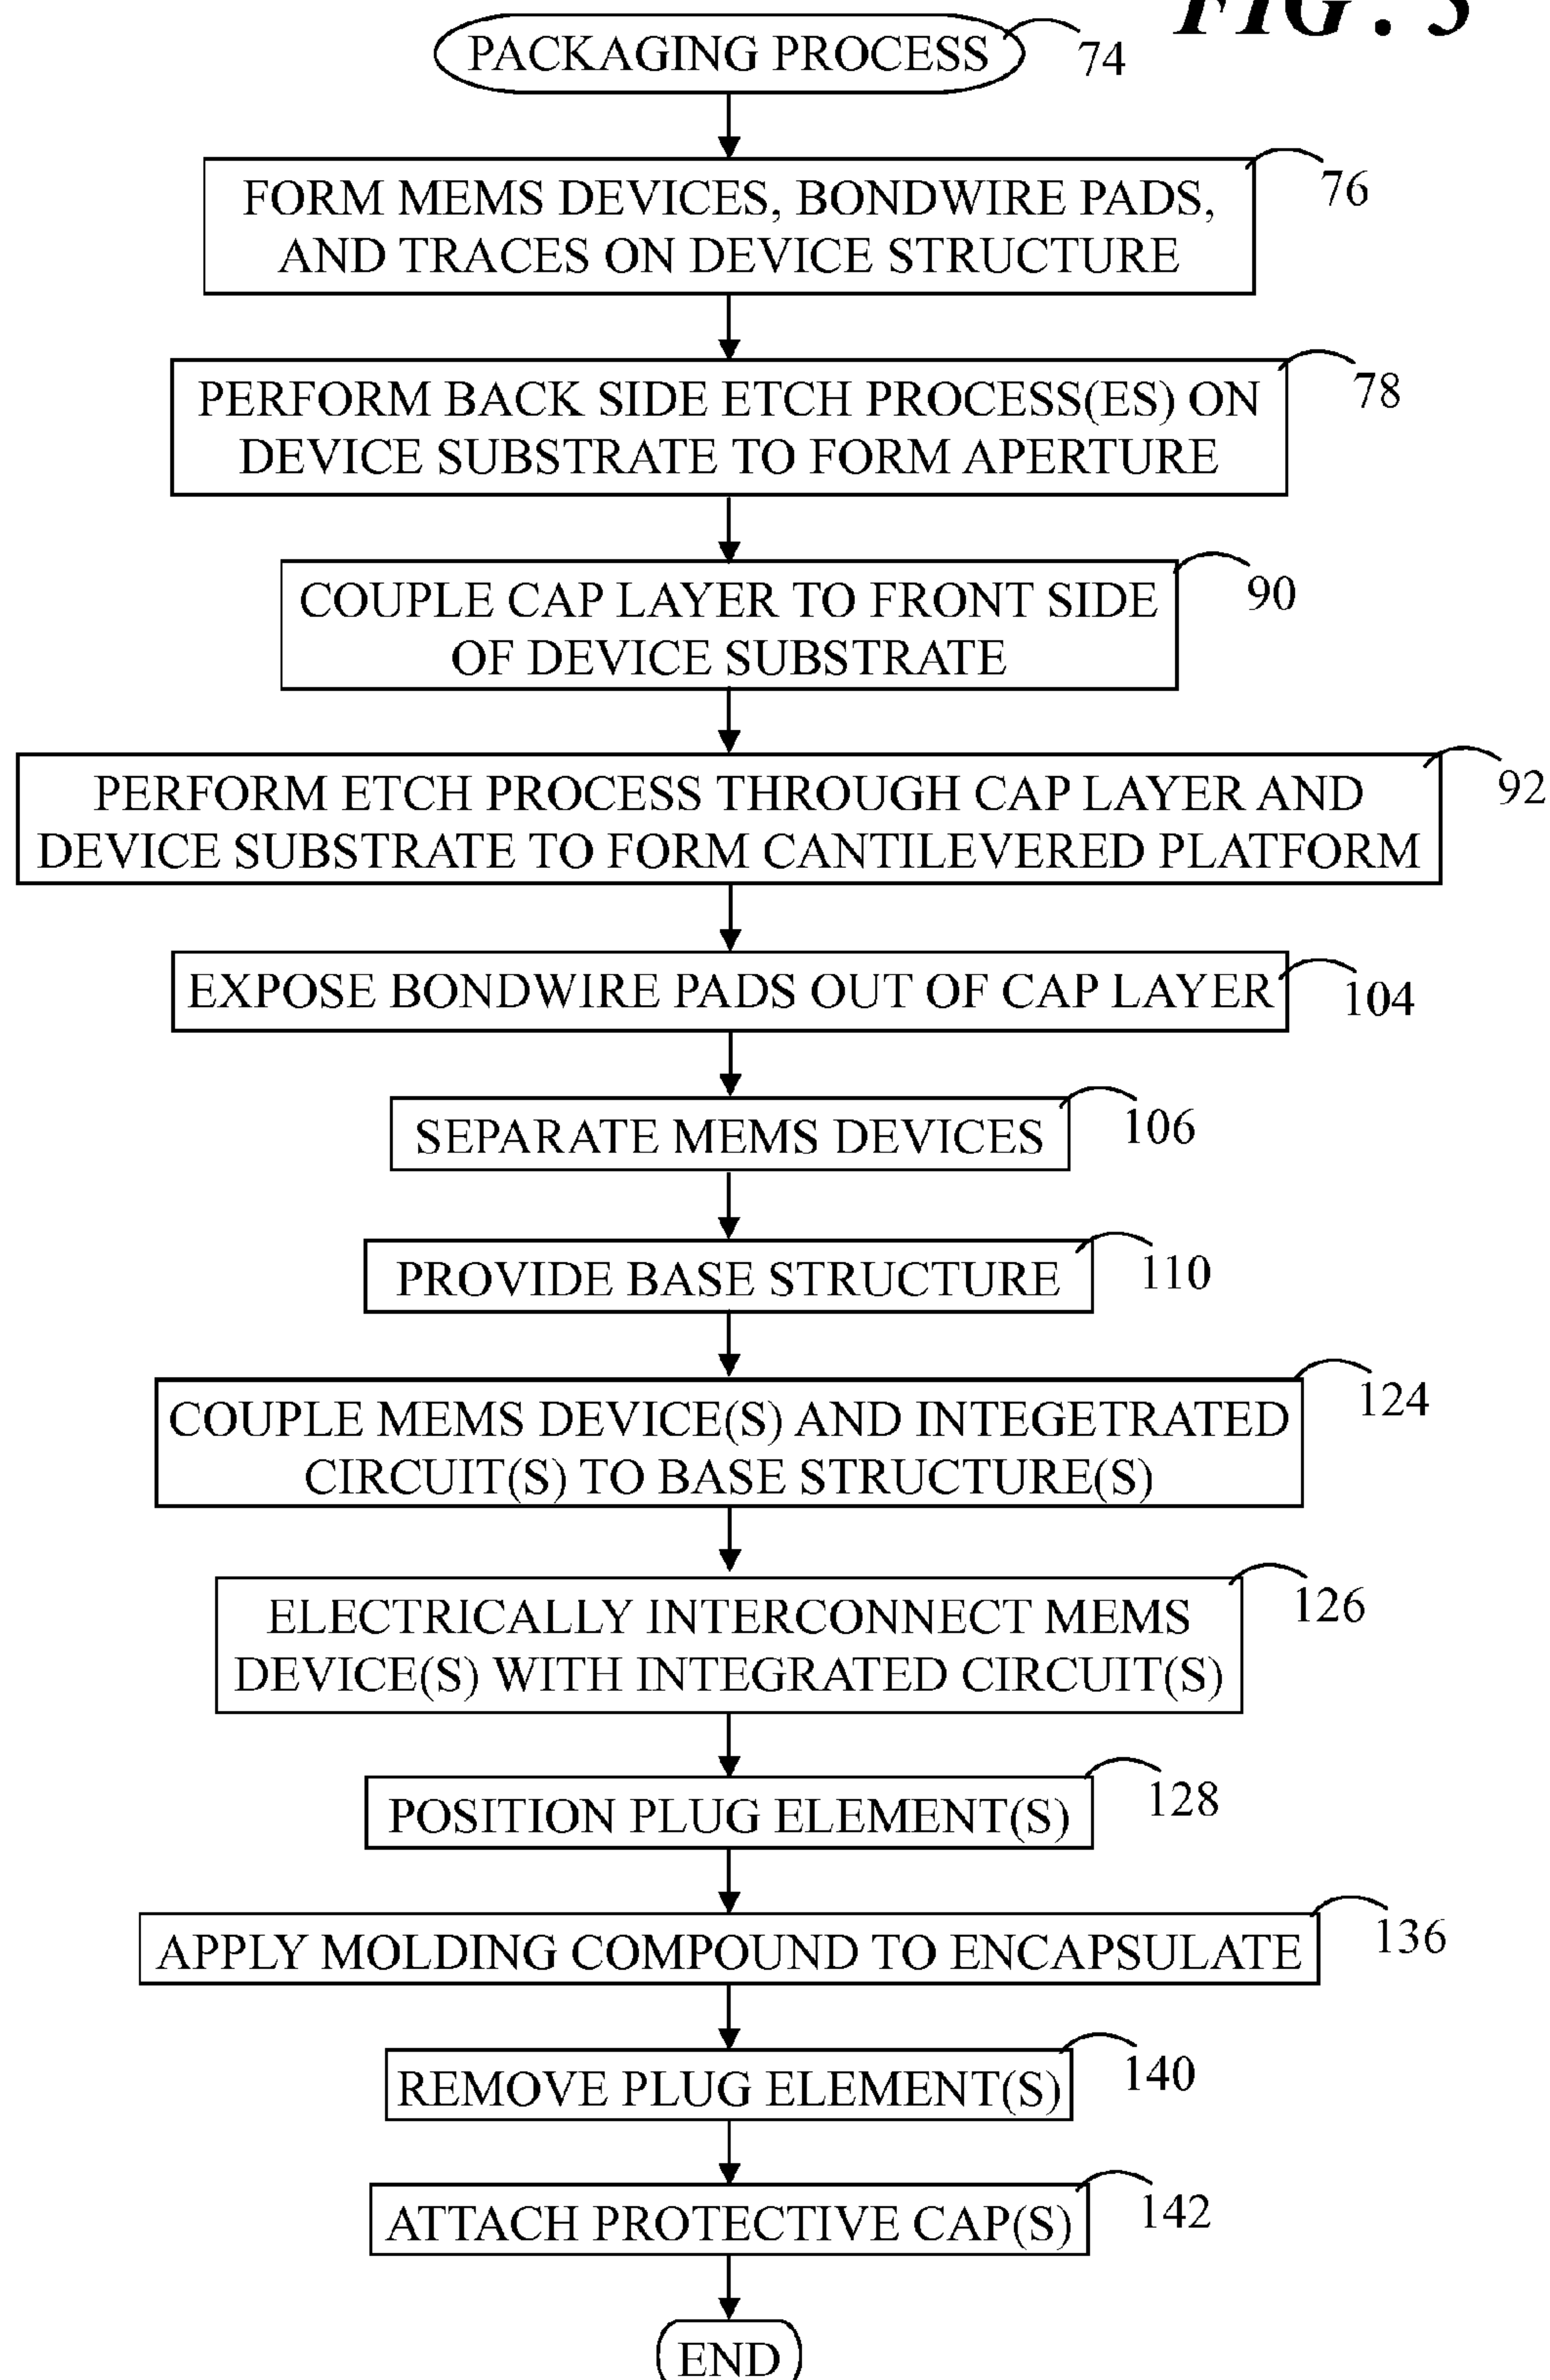 FIG.
PACKAGING PROCESS
74
FORM MEMS DEVICES, BONDWIRE PADS,
AND TRACES ON DEVICE STRUCTURE
76
PERFORM BACK SIDE ETCH PROCESS(ES) ON
DEVICE SUBSTRATE TO FORM APERTURE
78
COUPLE CAP LAYER TO FRONT SIDE
OF DEVICE SUBSTRATE
90
PERFORM ETCH PROCESS THROUGH CAP LAYER AND
DEVICE SUBSTRATE TO FORM CANTILEVERED PLATFORM
92
EXPOSE BONDWIRE PADS OUT OF CAP LAYER
104
SEPARATE MEMS DEVICES
106
PROVIDE BASE STRUCTURE
110
COUPLE MEMS DEVICE(S) AND INTEGETRATED
CIRCUIT(S) TO BASE STRUCTURE(S)
124
ELECTRICALLY INTERCONNECT MEMS
DEVICE(S) WITH INTEGRATED CIRCUIT(S)
126
POSITION PLUG ELEMENT(S)
128
APPLY MOLDING COMPOUND TO ENCAPSULATE
136
REMOVE PLUG ELEMENT(S)
140
ATTACH PROTECTIVE CAP(S)
142
END